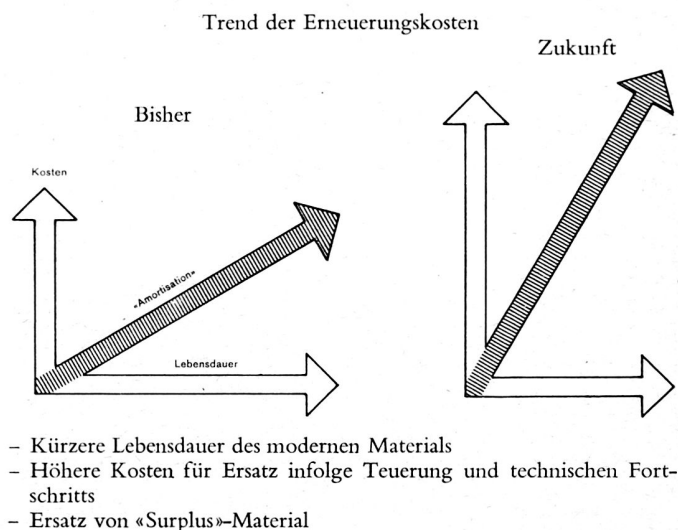 Trend der Erneuerungskosten
Zukunft
Bisher
Kosten
«Amortisation»
Lebensdauer
– Kürzere Lebensdauer des modernen Materials
– Höhere Kosten für Ersatz infolge Teuerung und technischen Fort-
schritts
– Ersatz von «Surplus»-Material